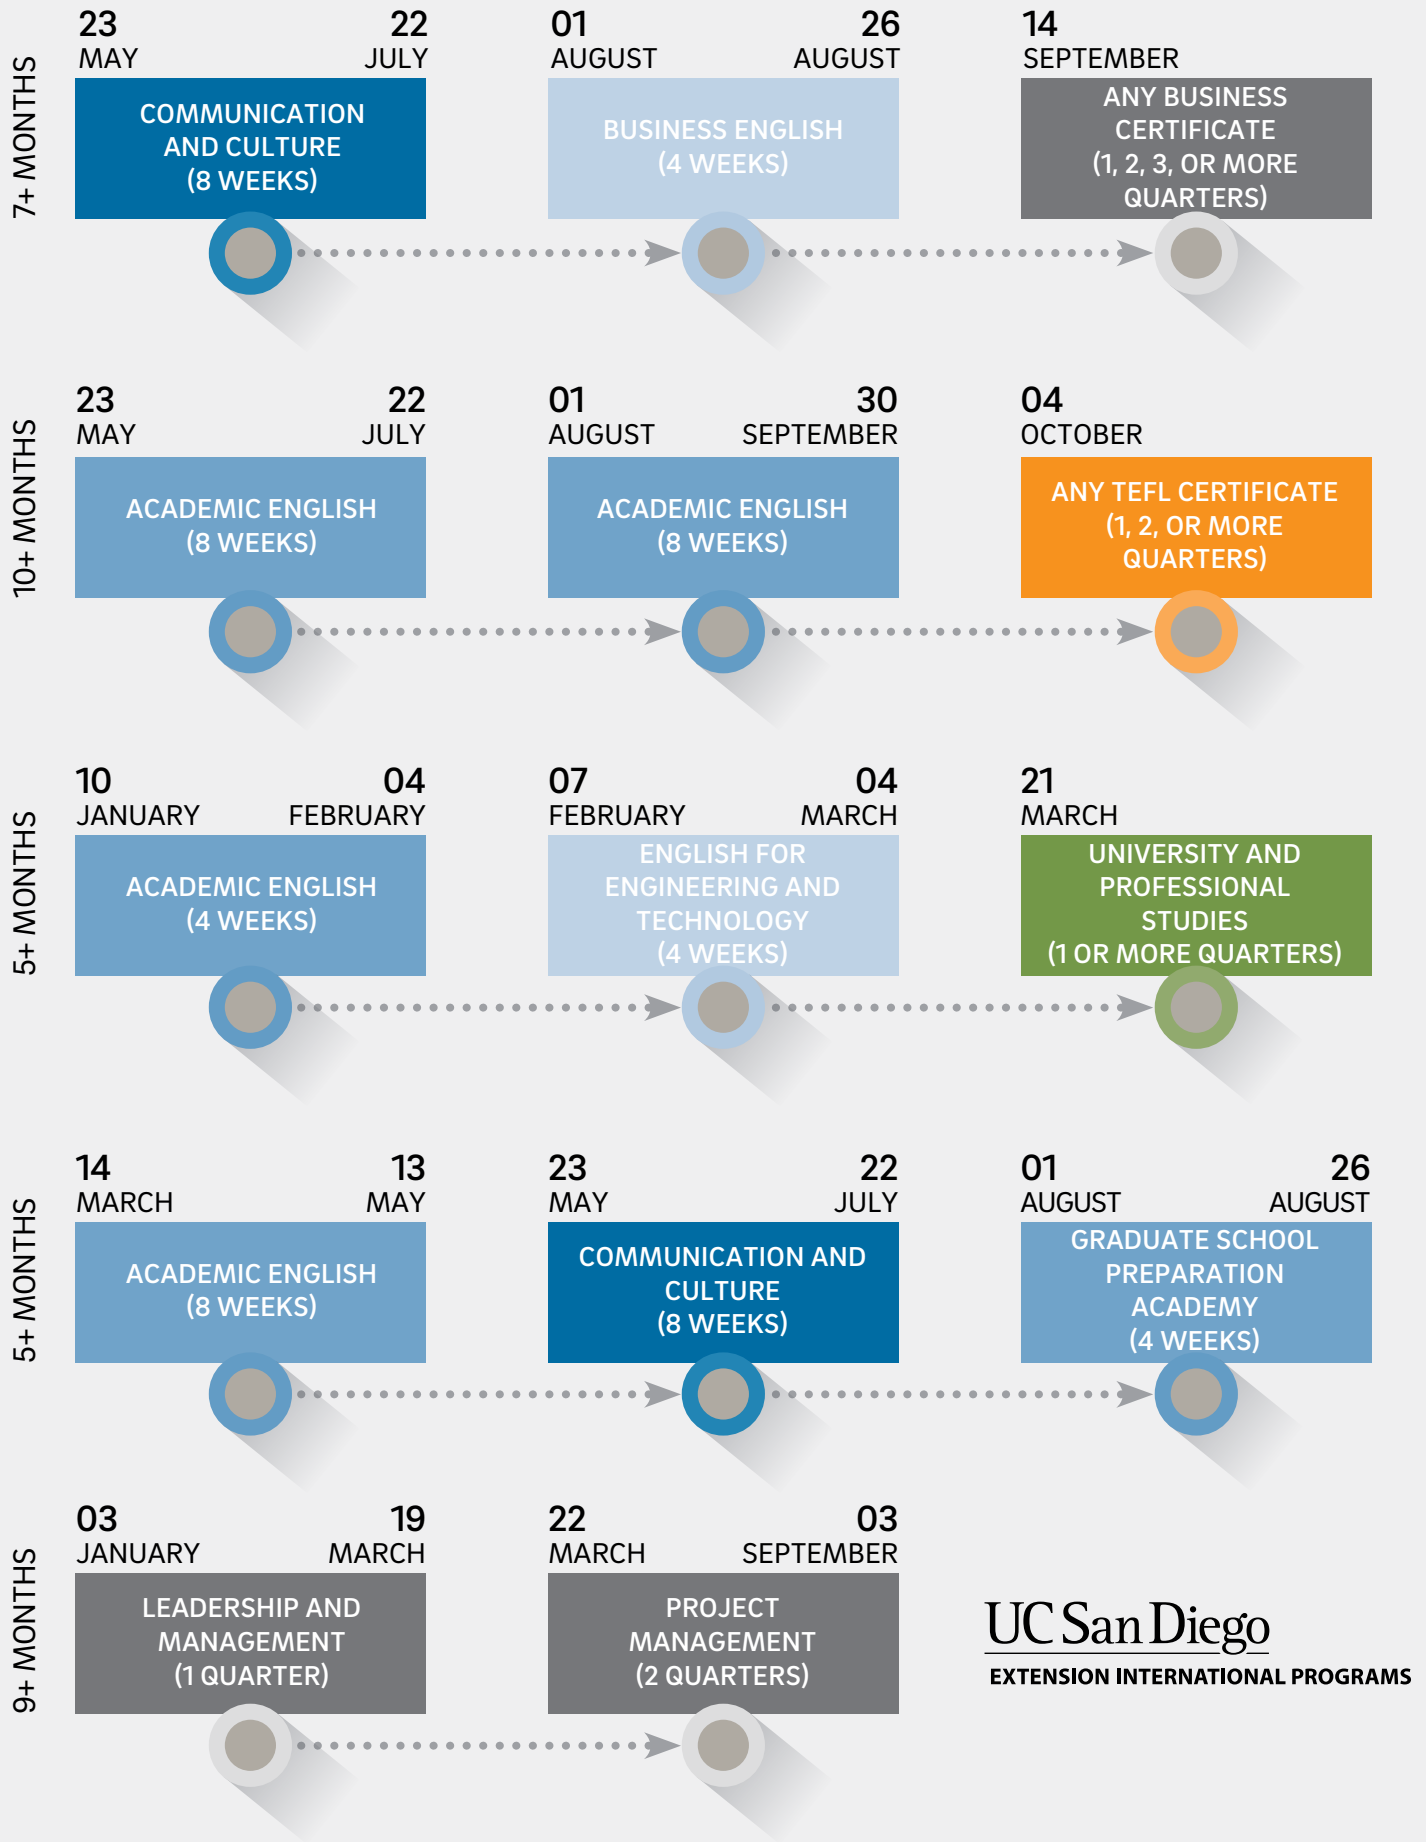 7+ MONTHS
23
MAY
22
JULY
COMMUNICATION
AND CULTURE
(8 WEEKS)
01
AUGUST
26
AUGUST
BUSINESS ENGLISH
(4 WEEKS)
14
SEPTEMBER
ANY BUSINESS
CERTIFICATE
(1, 2, 3, OR MORE
QUARTERS)
10+ MONTHS
23
MAY
22
JULY
ACADEMIC ENGLISH
(8 WEEKS)
01
AUGUST
30
SEPTEMBER
ACADEMIC ENGLISH
(8 WEEKS)
04
OCTOBER
ANY TEFL CERTIFICATE
(1, 2, OR MORE
QUARTERS)
5+ MONTHS
10
JANUARY
04
FEBRUARY
ACADEMIC ENGLISH
(4 WEEKS)
07
FEBRUARY
04
MARCH
ENGLISH FOR
ENGINEERING AND
TECHNOLOGY
(4 WEEKS)
21
MARCH
UNIVERSITY AND
PROFESSIONAL
STUDIES
(1 OR MORE QUARTERS)
5+ MONTHS
14
MARCH
13
MAY
ACADEMIC ENGLISH
(8 WEEKS)
23
MAY
22
JULY
COMMUNICATION AND
CULTURE
(8 WEEKS)
01
AUGUST
26
AUGUST
GRADUATE SCHOOL
PREPARATION
ACADEMY
(4 WEEKS)
9+ MONTHS
03
JANUARY
19
MARCH
LEADERSHIP AND
MANAGEMENT
(1 QUARTER)
22
MARCH
03
SEPTEMBER
PROJECT
MANAGEMENT
(2 QUARTERS)
UC San Diego
EXTENSION INTERNATIONAL PROGRAMS